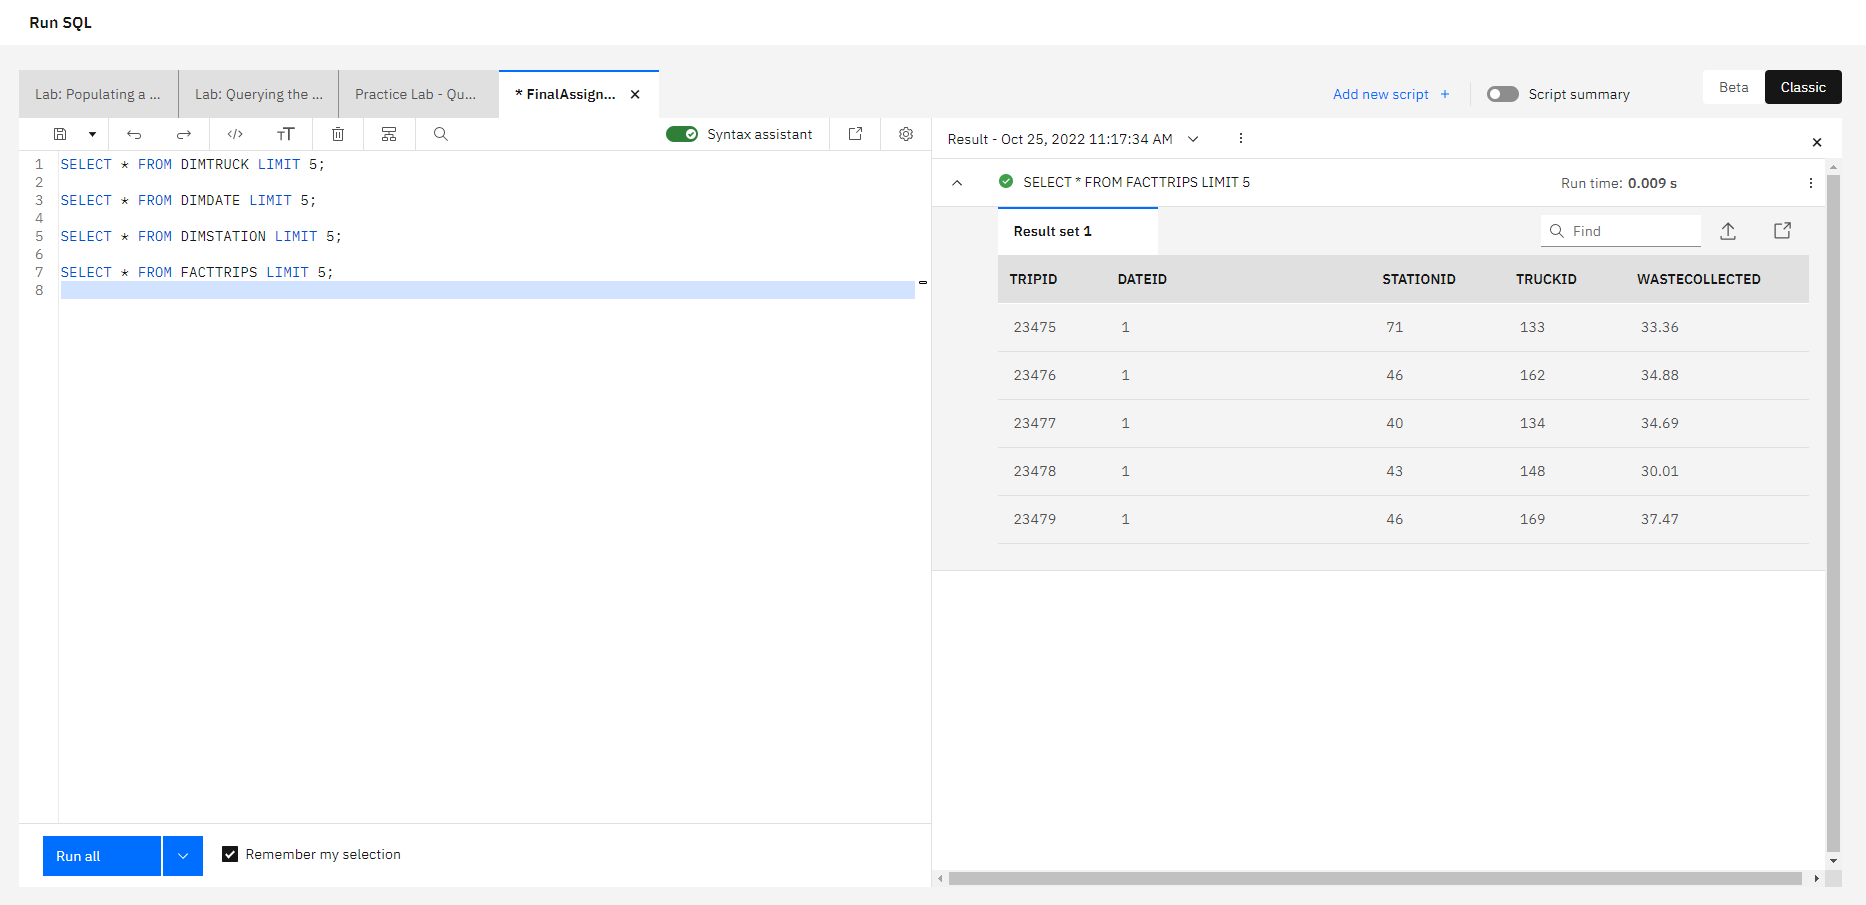 Run SQL
Lab: Populating a ...
Lab: Querying the ...
Practice Lab - Qu...
* FinalAssign...
Add new script +
Script summary
Beta
Classic
Syntax assistant
1 SELECT * FROM DIMTRUCK LIMIT 5;
2
3 SELECT * FROM DIMDATE LIMIT 5;
4
5 SELECT * FROM DIMSTATION LIMIT 5;
6
7 SELECT * FROM FACTTRIPS LIMIT 5;
8
Run all
Remember my selection
Result - Oct 25, 2022 11:17:34 AM
SELECT * FROM FACTTRIPS LIMIT 5
Run time: 0.009 s
Result set 1
Find
TRIPID DATEID STATIONID TRUCKID WASTECOLLECTED
23475 1 71 133 33.36
23476 1 46 162 34.88
23477 1 40 134 34.69
23478 1 43 148 30.01
23479 1 46 169 37.47